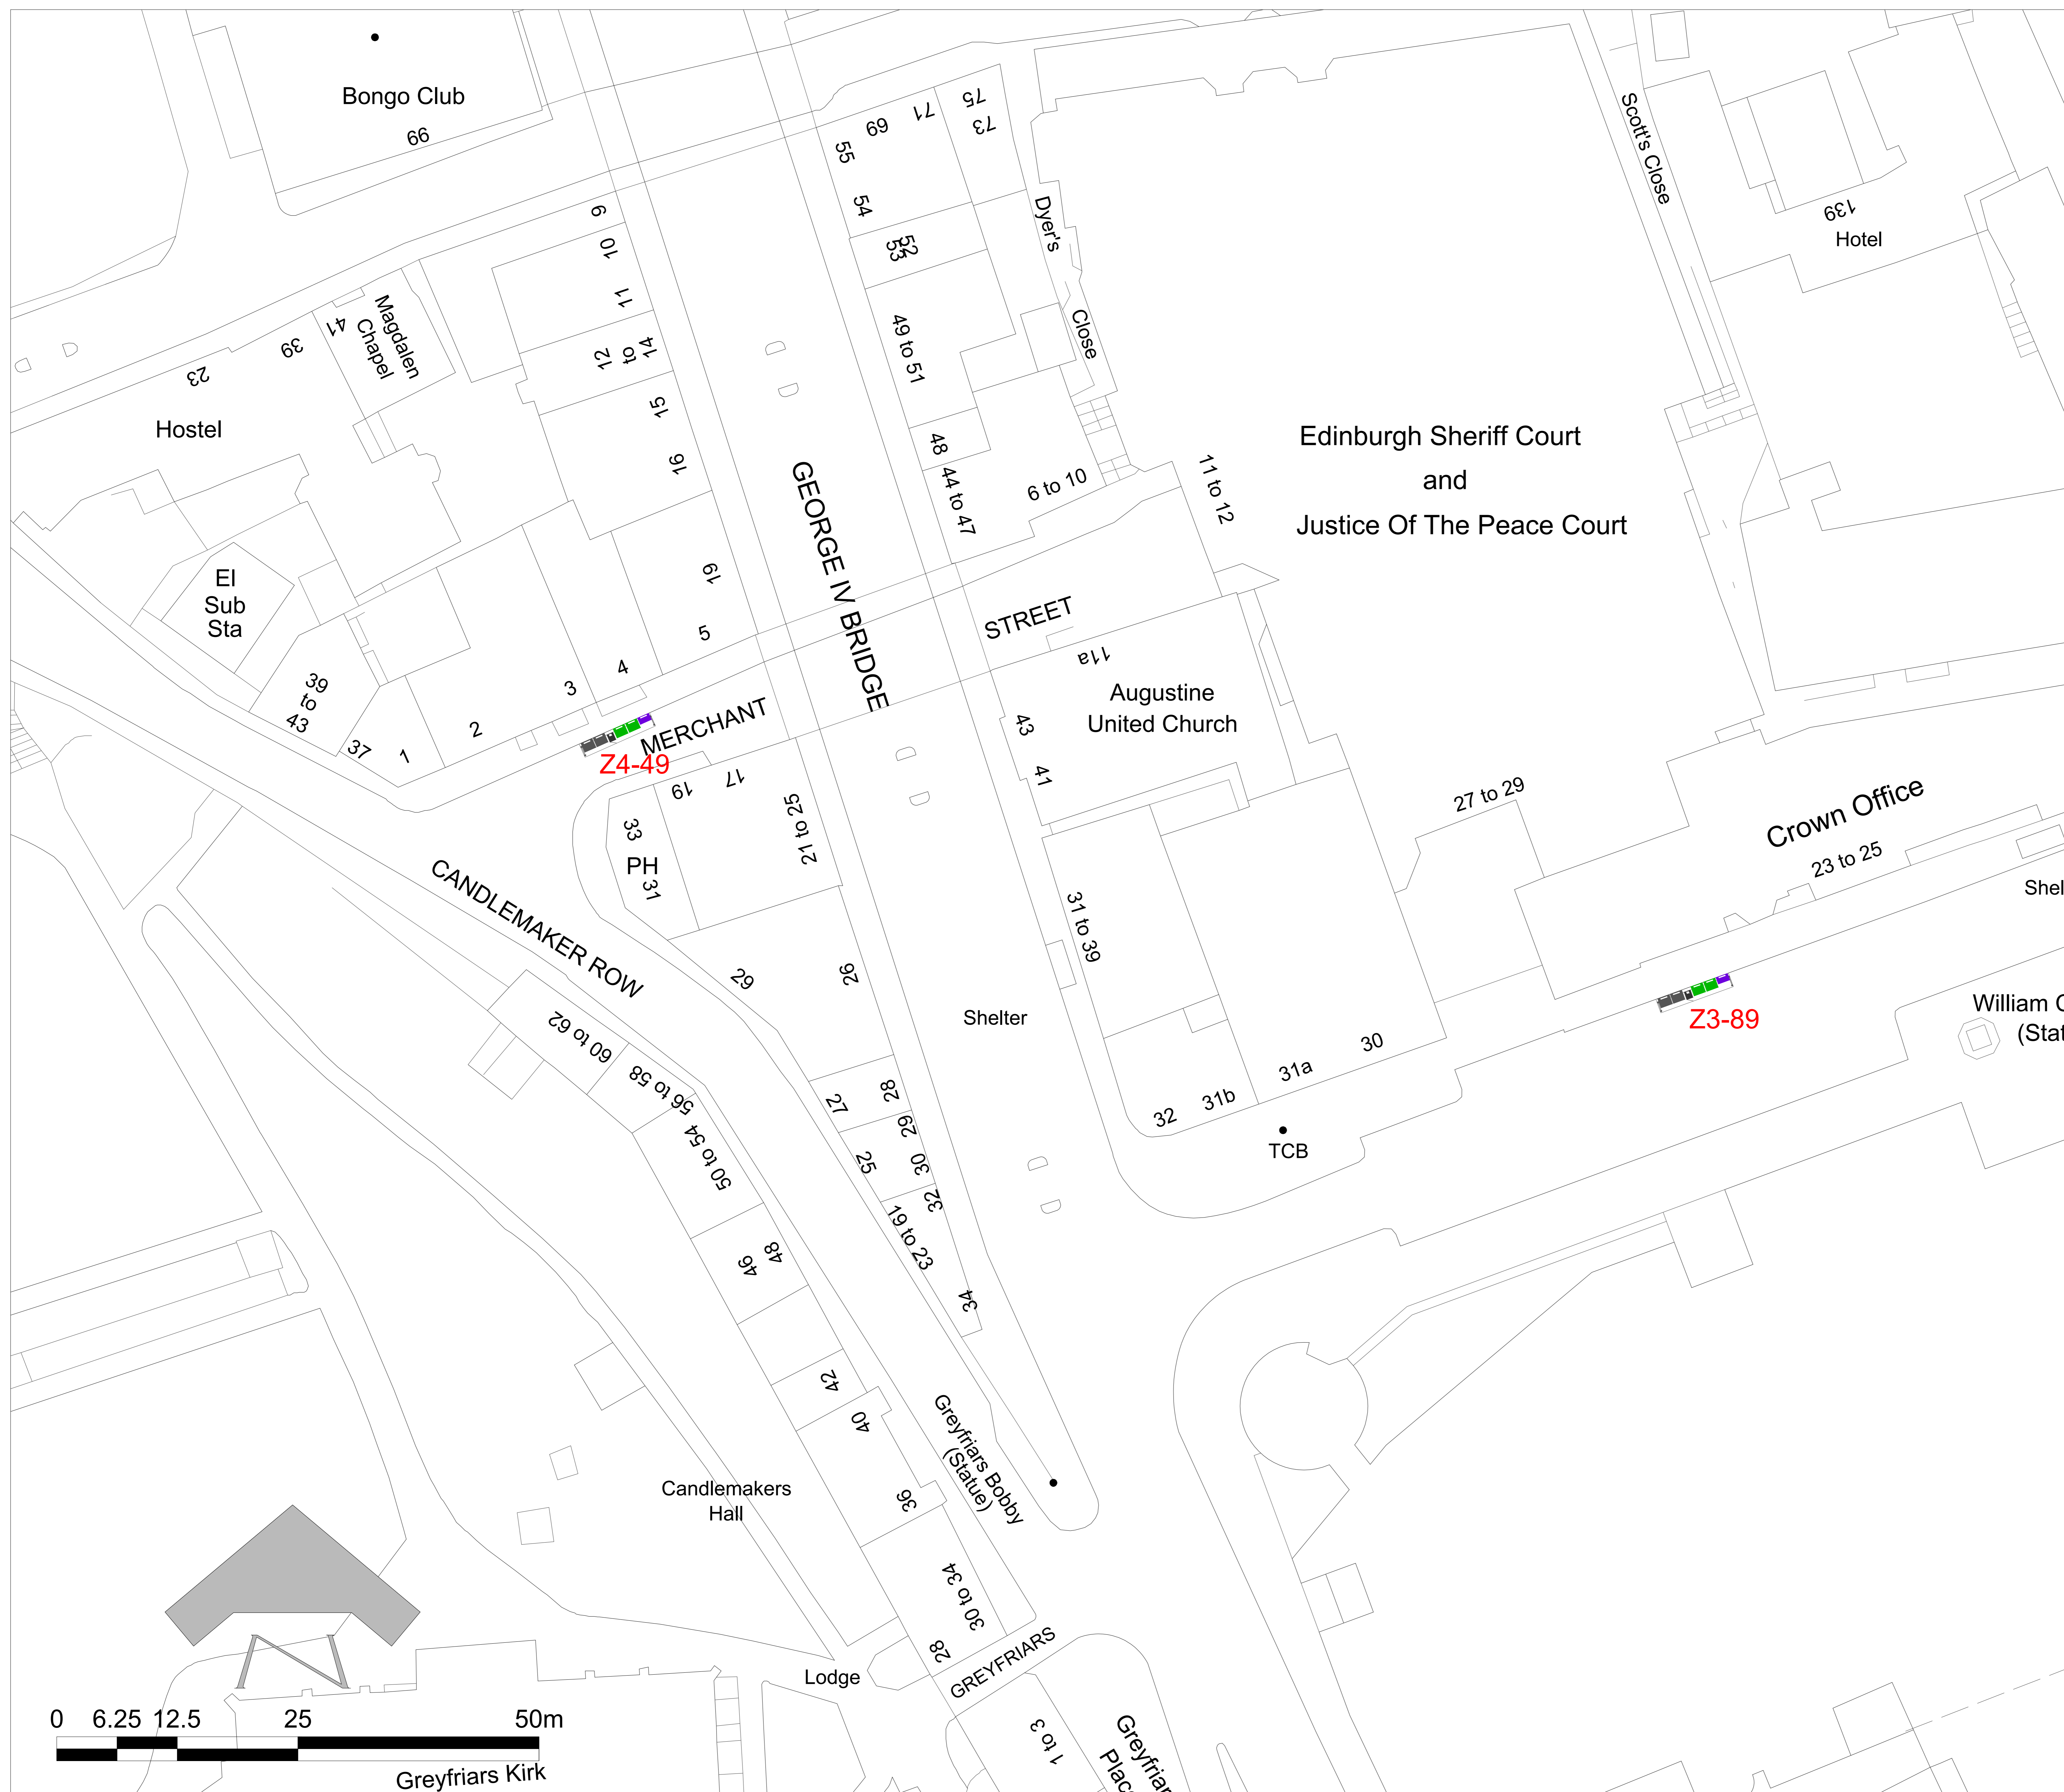 Bongo Club
66
75
73
71
69
55
54
53
52
Dyer's
Close
Scott's Close
139
Hotel
9
10
11
12
to
14
15
16
19
Magdalen
Chapel
41
39
23
Hostel
49 to 51
48
44 to 47
6 to 10
11 to 12
Edinburgh Sheriff Court
and
Justice Of The Peace Court
GEORGE IV BRIDGE
El
Sub
Sta
39
to
43
37
1
2
3
4
5
MERCHANT
STREET
Z4-49
11a
Augustine
United Church
43
41
19
17
21 to 25
33
PH
31
27 to 29
Crown Office
23 to 25
Shel
CANDLEMAKER ROW
29
26
31 to 39
Shelter
Z3-89
William
(Stat
60 to 62
56 to 58
50 to 54
27
28
29
25
30
32
19 to 23
34
32
31b
31a
30
TCB
46
48
42
40
36
Greyfriars Bobby
(Statue)
Candlemakers
Hall
30 to 34
28
GREYFRIARS
Lodge
1 to 3
Greyfriar
Plac
0
6.25
12.5
25
50m
Greyfriars Kirk